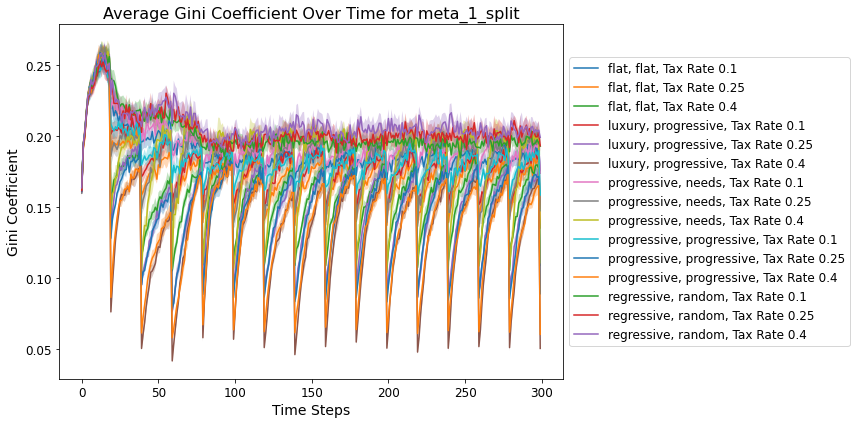 Average Gini Coefficient Over Time for meta_1_split
Gini Coefficient
0.25
0.20
0.15
0.10
0.05
0
50
100
150
200
250
300
Time Steps
flat, flat, Tax Rate 0.1
flat, flat, Tax Rate 0.25
flat, flat, Tax Rate 0.4
luxury, progressive, Tax Rate 0.1
luxury, progressive, Tax Rate 0.25
luxury, progressive, Tax Rate 0.4
progressive, needs, Tax Rate 0.1
progressive, needs, Tax Rate 0.25
progressive, needs, Tax Rate 0.4
progressive, progressive, Tax Rate 0.1
progressive, progressive, Tax Rate 0.25
progressive, progressive, Tax Rate 0.4
regressive, random, Tax Rate 0.1
regressive, random, Tax Rate 0.25
regressive, random, Tax Rate 0.4